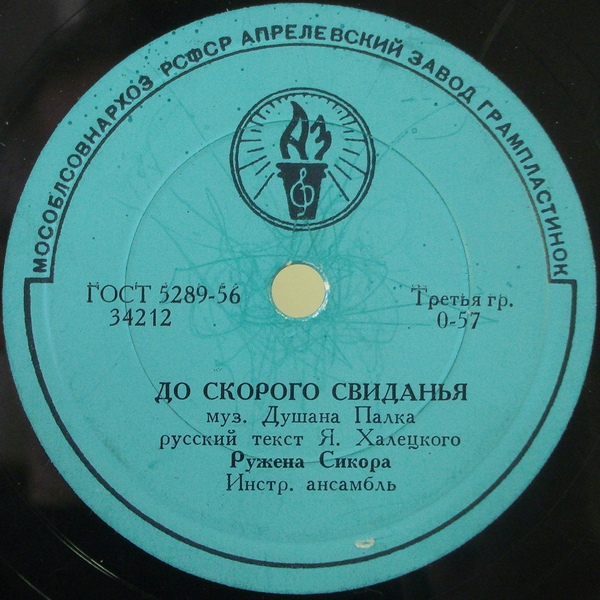 МОСОБЛСОВНАРХОЗ РСФСР АПРЕЛЕВСКИЙ ЗАВОД ГРАМПЛАСТИНОК
АЗ
ГОСТ 5289-56
34212
Третья гр.
0-57
ДО СКОРОГО СВИДАНЬЯ
муз. Душана Палка
русский текст Я. Халецкого
Ружена Сикора
Инстр. ансамбль